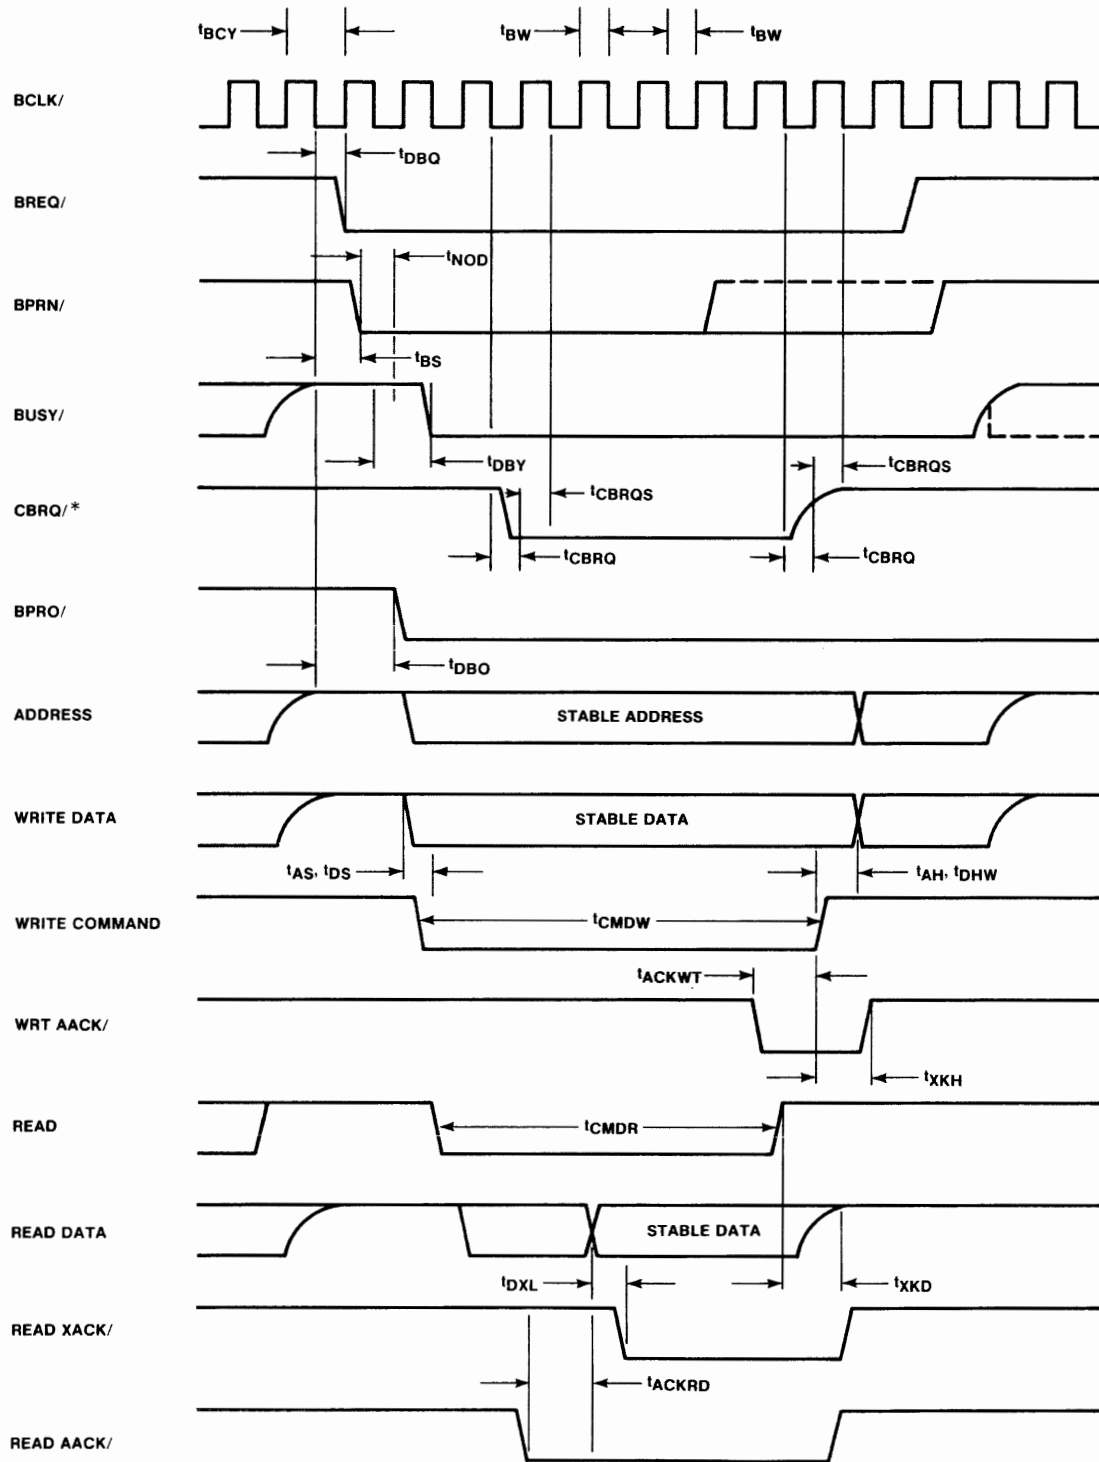 tBCY tBW tBW
BCLK/
tDBQ
BREQ/
tNOD
BPRN/
tBS
BUSY/
tDBY tCBRQS
CBRQ/* tCBRQS
tCBRQ tCBRQ
BPRO/
tDBO
ADDRESS STABLE ADDRESS
WRITE DATA STABLE DATA
tAS, tDS tAH, tDHW
WRITE COMMAND tCMDW
tACKWT
WRT AACK/
tXKH
READ tCMDR
READ DATA STABLE DATA
tDXL tXKD
READ XACK/
tACKRD
READ AACK/